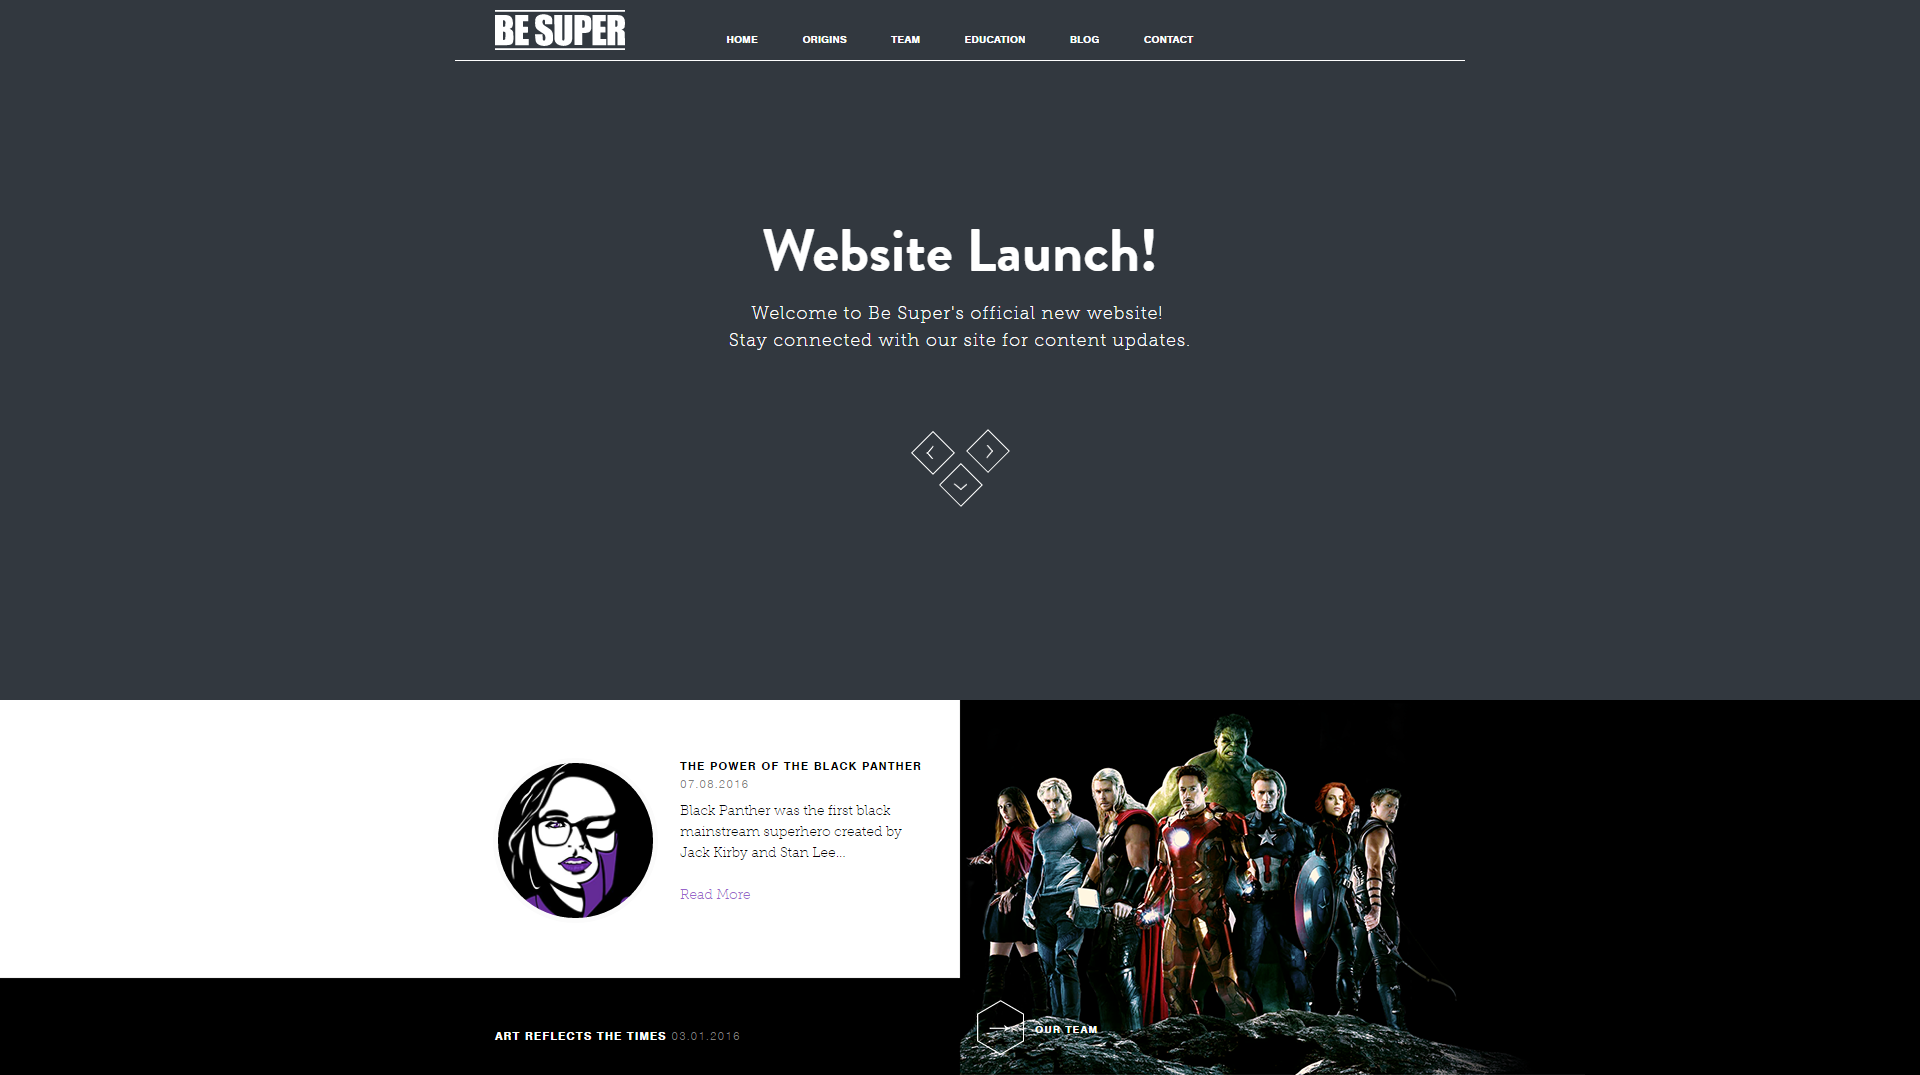 BE SUPER
HOME ORIGINS TEAM EDUCATION BLOG CONTACT
Website Launch!
Welcome to Be Super's official new website!
Stay connected with our site for content updates.
THE POWER OF THE BLACK PANTHER
07.08.2016
Black Panther was the first black
mainstream superhero created by
Jack Kirby and Stan Lee...
Read More
ART REFLECTS THE TIMES 03.01.2016
OUR TEAM